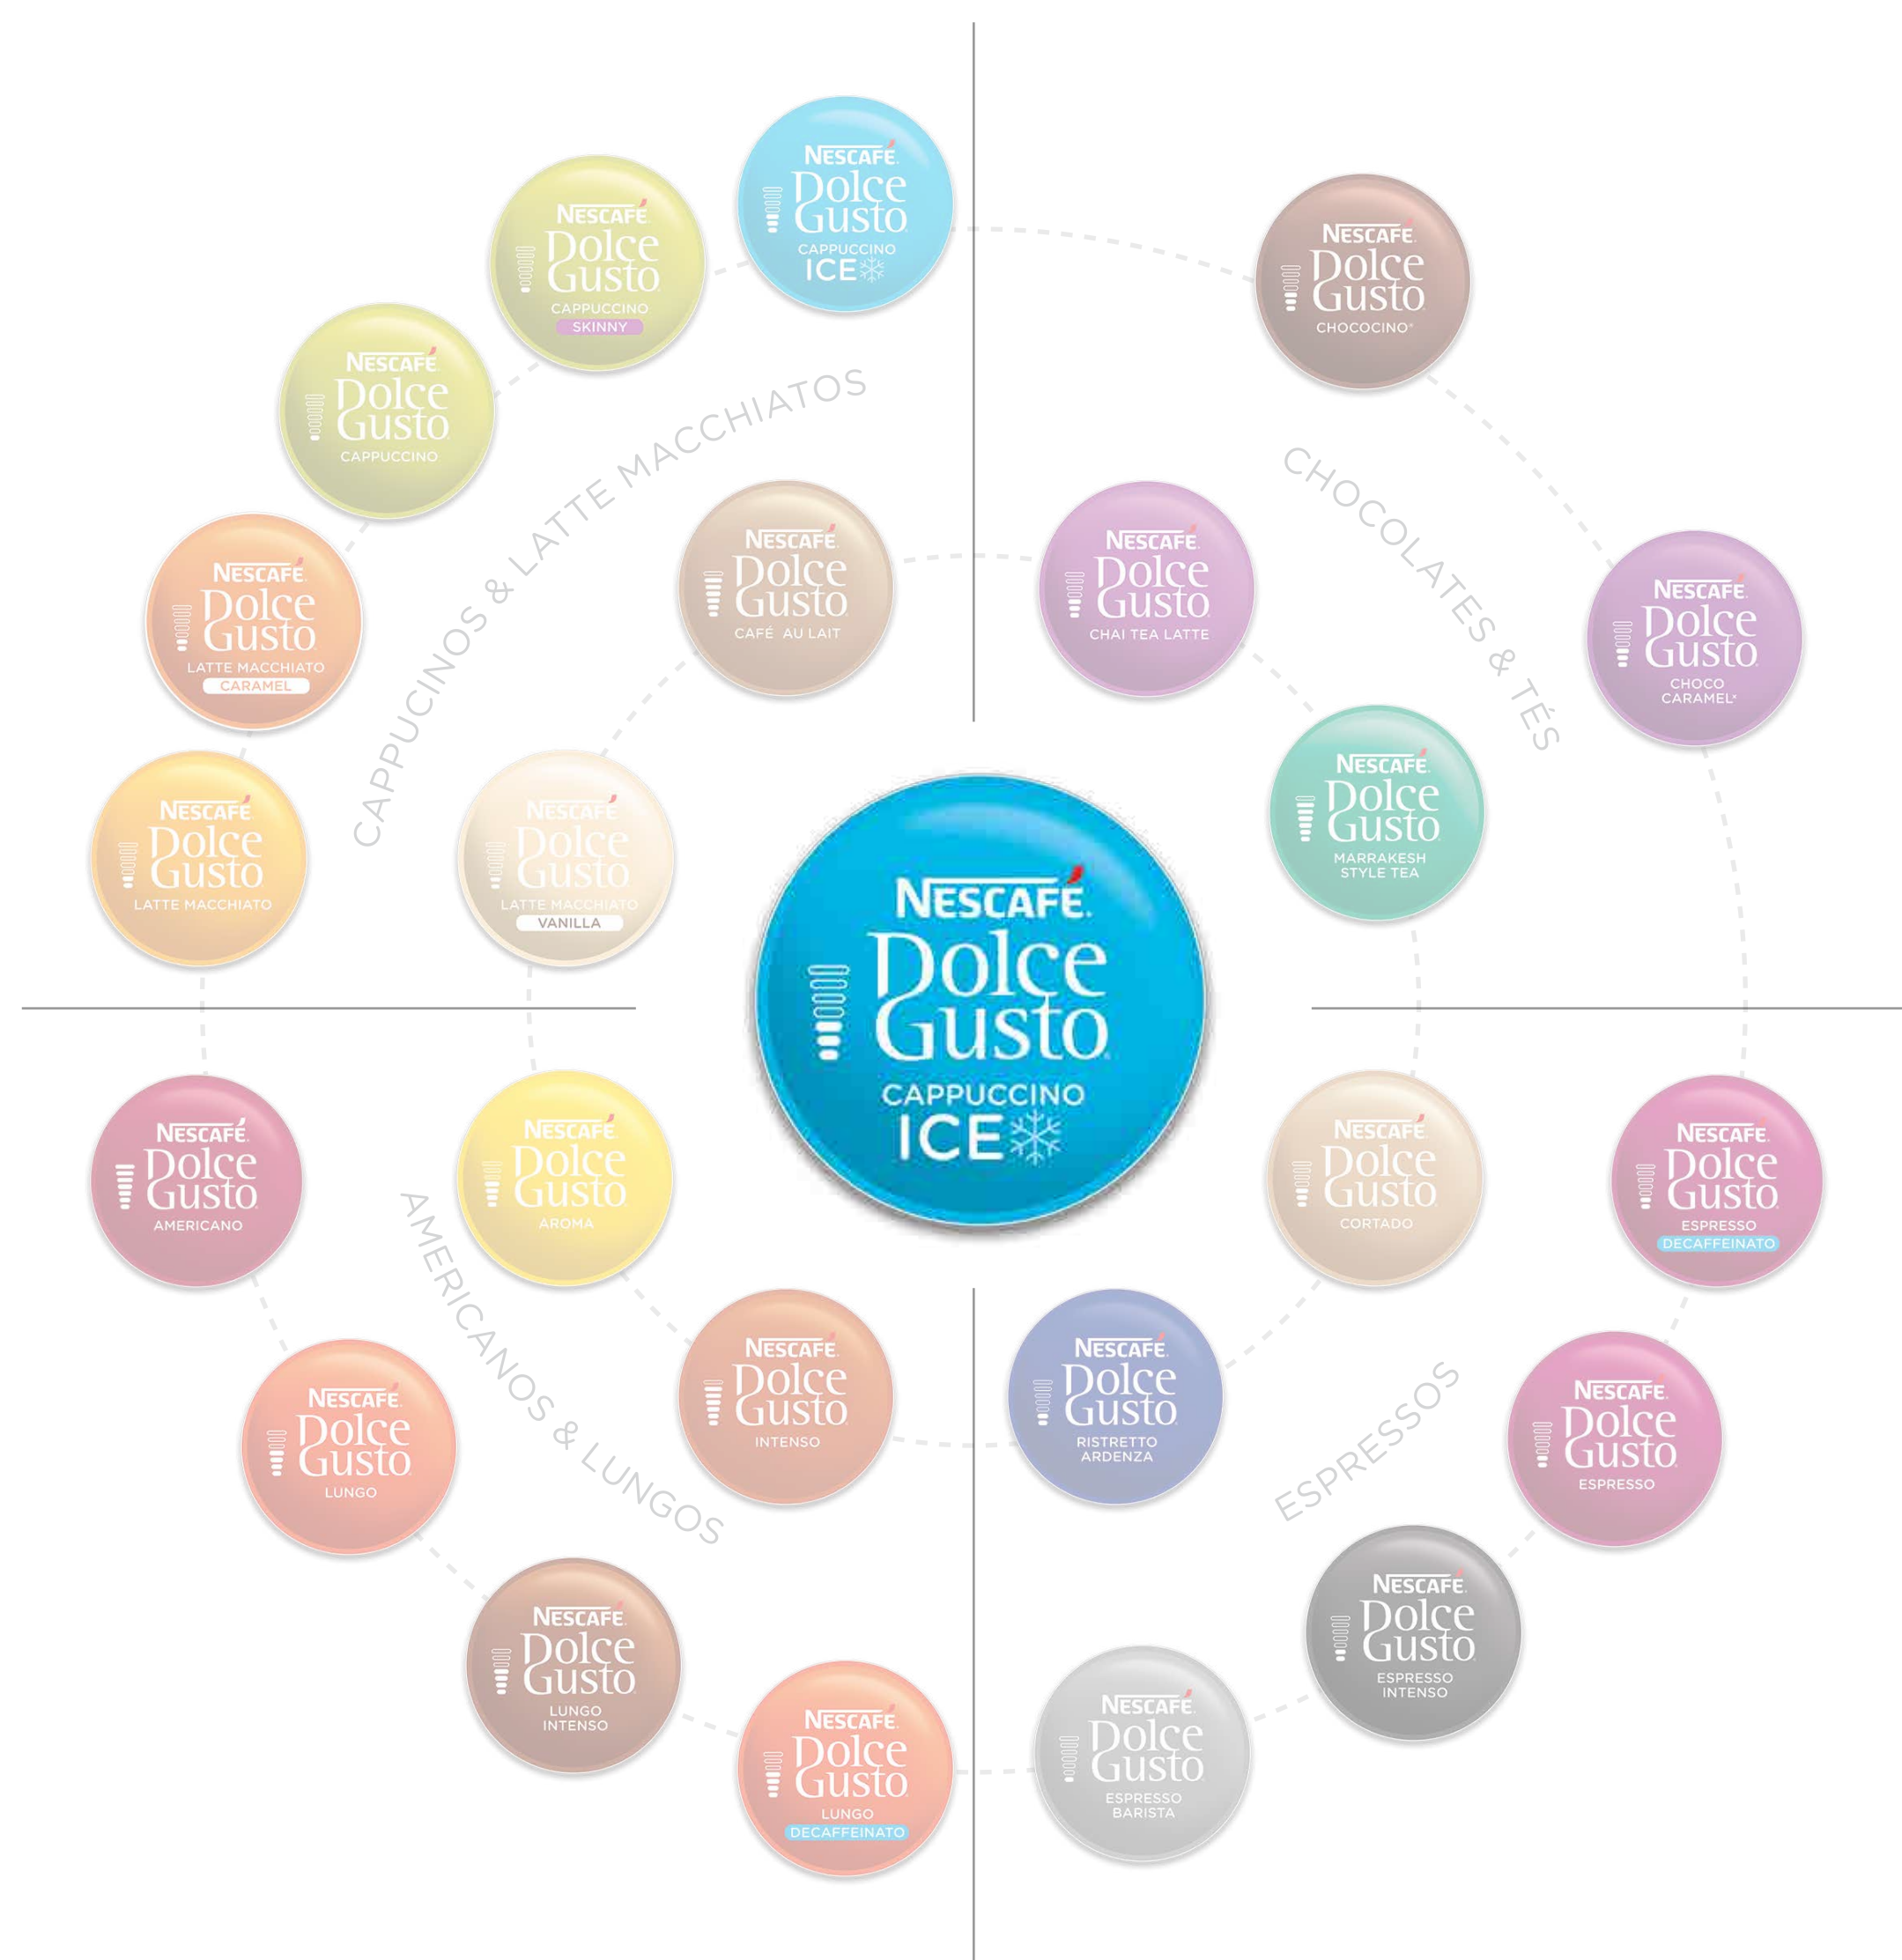 NESCAFÉ.
Dolce
Gusto
CAPPUCCINO
ICE
NESCAFÉ.
Dolce
Gusto
CAPPUCCINO
SKINNY
NESCAFÉ.
Dolce
Gusto
CAPPUCCINO
NESCAFÉ.
Dolce
Gusto
LATTE MACCHIATO
CARAMEL
NESCAFÉ.
Dolce
Gusto
LATTE MACCHIATO
CAPPUCINOS & LATTE MACCHIATOS
NESCAFÉ.
Dolce
Gusto
CAFÉ AU LAIT
NESCAFÉ.
Dolce
Gusto
LATTE MACCHIATO
VANILLA
NESCAFÉ.
Dolce
Gusto
CHOCOCINO®
NESCAFÉ.
Dolce
Gusto
CHOCO
CARAMEL*
CHOCOLATES & TÉS
NESCAFÉ.
Dolce
Gusto
CHAI TEA LATTE
NESCAFÉ.
Dolce
Gusto
MARRAKESH
STYLE TEA
NESCAFÉ.
Dolce
Gusto
CAPPUCCINO
ICE
NESCAFÉ.
Dolce
Gusto
AMERICANO
NESCAFÉ.
Dolce
Gusto
AROMA
AMERICANOS & LUNGOS
NESCAFÉ.
Dolce
Gusto
LUNGO
NESCAFÉ.
Dolce
Gusto
INTENSO
NESCAFÉ.
Dolce
Gusto
LUNGO
INTENSO
NESCAFÉ.
Dolce
Gusto
LUNGO
DECAFFEINATO
NESCAFÉ.
Dolce
Gusto
CORTADO
NESCAFÉ.
Dolce
Gusto
ESPRESSO
DECAFFEINATO
NESCAFÉ.
Dolce
Gusto
RISTRETTO
ARDENZA
ESPRESSOS
NESCAFÉ.
Dolce
Gusto
ESPRESSO
NESCAFÉ.
Dolce
Gusto
ESPRESSO
INTENSO
NESCAFÉ.
Dolce
Gusto
ESPRESSO
BARISTA